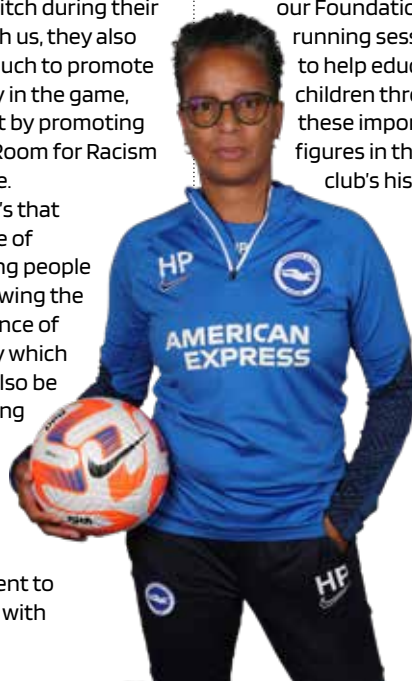 itch during their
h us, they also
uch to promote
y in the game,
t by promoting
Room for Racism
e.
's that
e of
ng people
wing the
nce of
y which
lso be
ng
ent to
with
our Foundatio
running sess
to help educ
children thro
these impor
figures in th
club's his
HP
AMERICAN
EXPRESS
HP